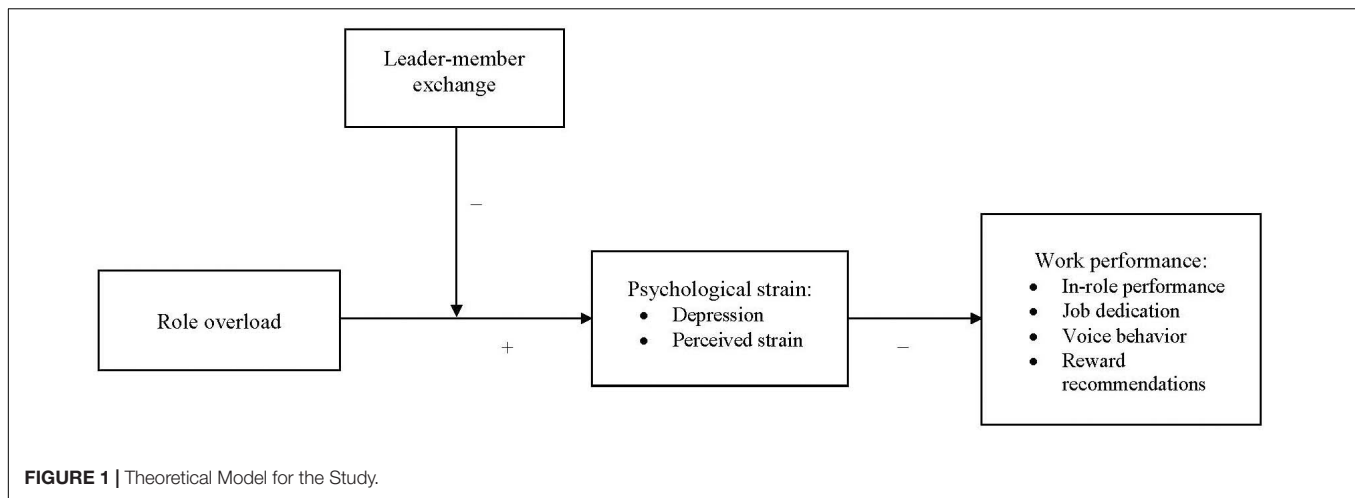 Leader-member
exchange
–
Role overload
+
Psychological strain:
• Depression
• Perceived strain
–
Work performance:
• In-role performance
• Job dedication
• Voice behavior
• Reward
recommendations
FIGURE 1 | Theoretical Model for the Study.